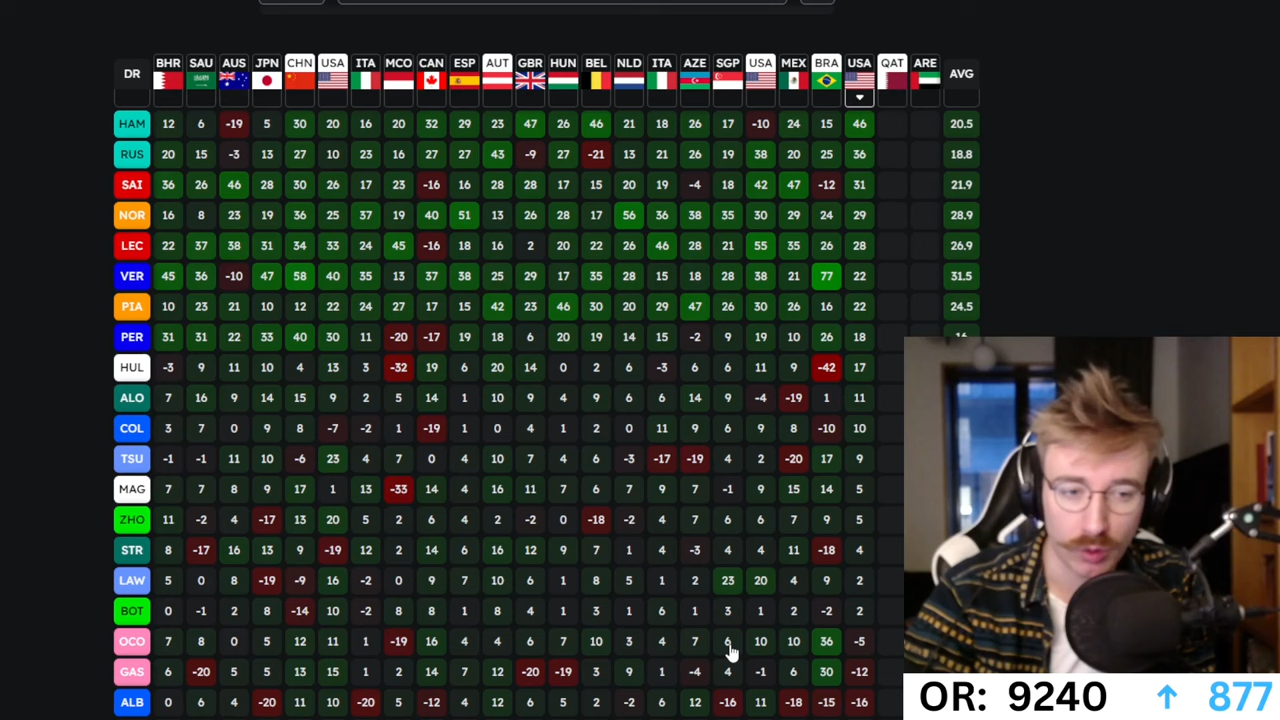 DR BHR SAU AUS JPN CHN USA ITA MCO CAN ESP AUT GBR HUN BEL NLD ITA AZE SGP USA MEX BRA USA QAT ARE AVG
HAM 12 6 -19 5 30 20 16 20 32 29 23 47 26 46 21 18 26 17 -10 24 15 46 20.5
RUS 20 15 -3 13 27 10 23 16 27 27 43 -9 27 -21 13 21 26 19 38 20 25 36 18.8
SAI 36 26 46 28 30 26 17 23 -16 16 28 28 17 15 20 19 -4 18 42 47 -12 31 21.9
NOR 16 8 23 19 36 25 37 19 40 51 13 26 28 17 56 36 38 35 30 29 24 29 28.9
LEC 22 37 38 31 34 33 24 45 -16 18 16 2 20 22 26 46 28 21 55 35 26 28 26.9
VER 45 36 -10 47 58 40 35 13 37 38 25 29 17 35 28 15 18 28 38 21 77 22 31.5
PIA 10 23 21 10 12 22 24 27 17 15 42 23 46 30 20 29 47 26 30 26 16 22 24.5
PER 31 31 22 33 40 30 11 -20 -17 19 18 6 20 19 14 15 -2 9 19 10 26 18
HUL -3 9 11 10 4 13 3 -32 19 6 20 14 0 2 6 -3 6 6 11 9 -42 17
ALO 7 16 9 14 15 9 2 5 14 1 10 9 4 9 6 6 14 9 -4 -19 1 11
COL 3 7 0 9 8 -7 -2 1 -19 1 0 4 1 2 0 11 9 6 9 8 -10 10
TSU -1 -1 11 10 -6 23 4 7 0 4 10 7 4 6 -3 -17 -19 4 2 -20 17 9
MAG 7 7 8 9 17 1 13 -33 14 4 16 11 7 6 7 9 7 -1 9 15 14 5
ZHO 11 -2 4 -17 13 20 5 2 6 4 2 -2 0 -18 -2 4 7 6 6 7 9 5
STR 8 -17 16 13 9 -19 12 2 14 6 16 12 9 7 1 4 -3 4 4 11 -18 4
LAW 5 0 8 -19 -9 16 -2 0 9 7 10 6 1 8 5 1 2 23 20 4 9 2
BOT 0 -1 2 8 -14 10 -2 8 8 1 8 4 1 3 1 6 1 3 1 2 -2 2
OCO 7 8 0 5 12 11 1 -19 16 4 4 6 7 10 3 4 7 6 10 10 36 -5
GAS 6 -20 5 5 13 15 1 2 14 7 12 -20 -19 3 9 1 -4 4 -1 6 30 -12
ALB 0 6 4 -20 11 10 -20 5 -12 4 12 6 5 2 -2 6 12 -16 11 -18 -15 -16
OR: 9240 ↑ 877